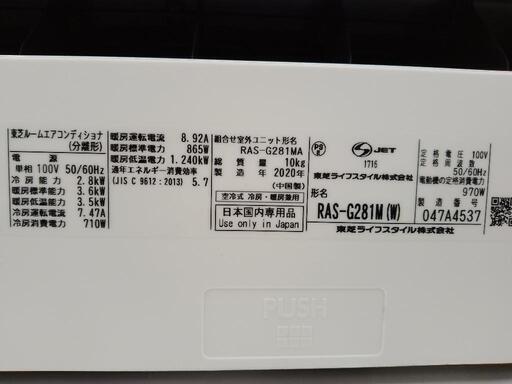 東芝ルームエアコンディショナ
(分離形)
電源
単相 100V 50/60Hz
冷房能力 2.8kW
暖房標準能力 3.6kW
暖房低温能力 3.5kW
冷房運転電流 7.47A
冷房消費電力 710W
暖房運転電流 8.92A
暖房標準電力 865W
暖房低温電力 1.240kW
通年エネルギー消費効率
(JIS C 9612:2013) 5.7
組合せ室外ユニット形名
RAS-G281MA
総質量 10kg
製造年 2020年
(中国製)
空冷式 冷房・暖房兼用
日本国内専用品
Use only in Japan
PS E
JET
1716
東芝ライフスタイル株式会社
形名
RAS-G281M(W)
定格電圧 100V
定格周波数
50/60Hz
電動機の定格消費電力
970W
製造番号
047A4537
東芝ライフスタイル株式会社
PUSH